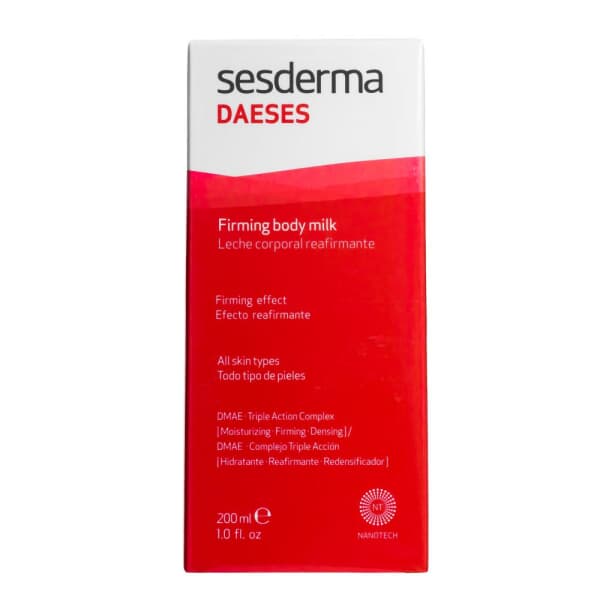 sesderma
DAESES
Firming body milk
Leche corporal reafirmante
Firming effect
Efecto reafirmante
All skin types
Todo tipo de pieles
DMAE · Triple Action Complex
[Moisturizing · Firming · Densing]/
DMAE · Complejo Triple Acción
[Hidratante · Reafirmante · Redensificador]
200 ml ℮
1.0 fl. oz
NT
NANOTECH